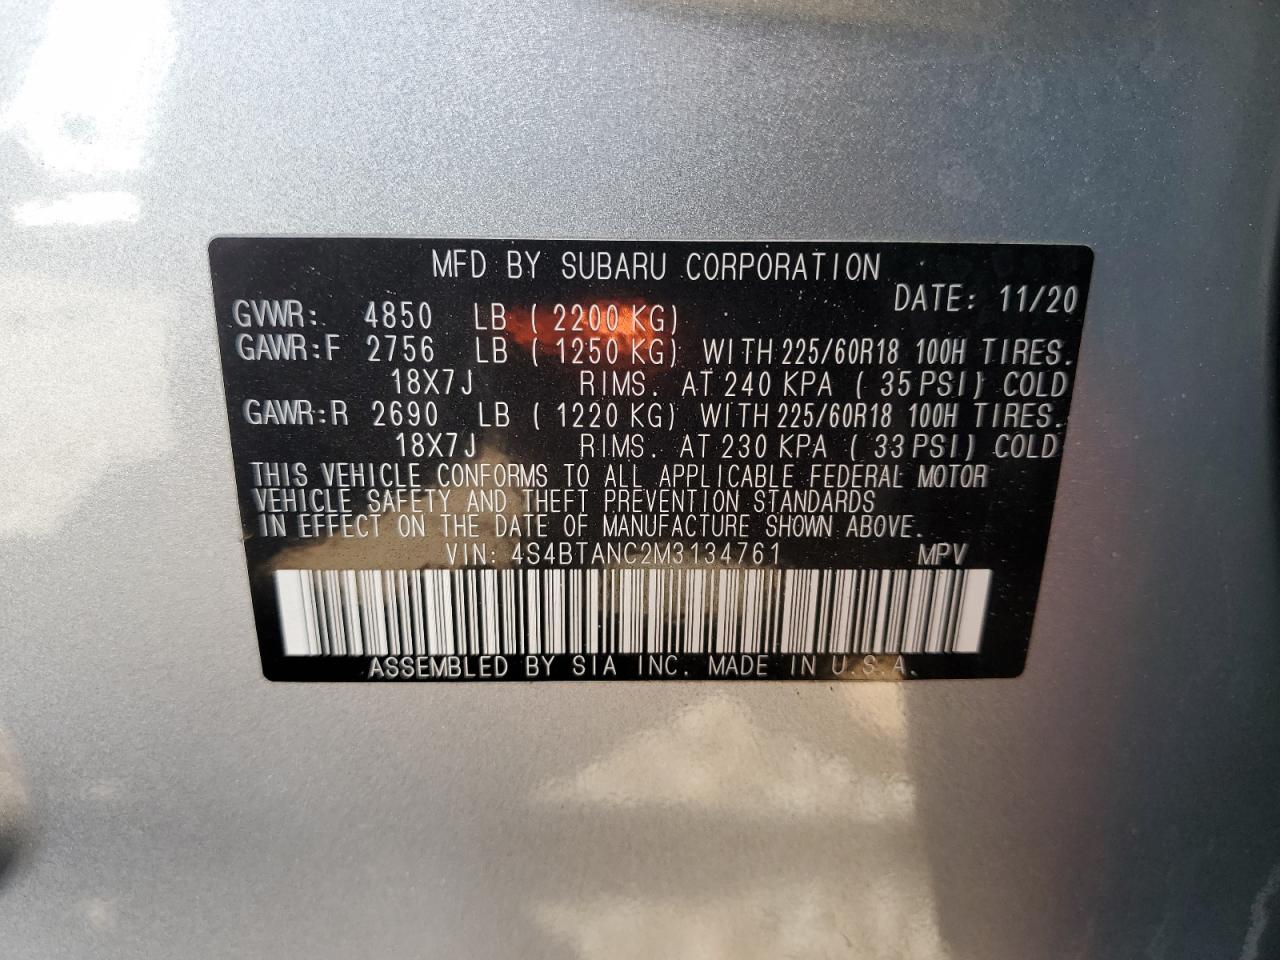 MFD BY SUBARU CORPORATION
DATE: 11/20
GVWR: 4850 LB ( 2200 KG)
GAWR:F 2756 LB ( 1250 KG) WITH 225/60R18 100H TIRES.
18X7J RIMS. AT 240 KPA ( 35 PSI) COLD
GAWR:R 2690 LB ( 1220 KG) WITH 225/60R18 100H TIRES.
18X7J RIMS. AT 230 KPA ( 33 PSI) COLD
THIS VEHICLE CONFORMS TO ALL APPLICABLE FEDERAL MOTOR
VEHICLE SAFETY AND THEFT PREVENTION STANDARDS
IN EFFECT ON THE DATE OF MANUFACTURE SHOWN ABOVE.
VIN: 4S4BTANC2M3134761 MPV
ASSEMBLED BY SIA INC. MADE IN U.S.A.